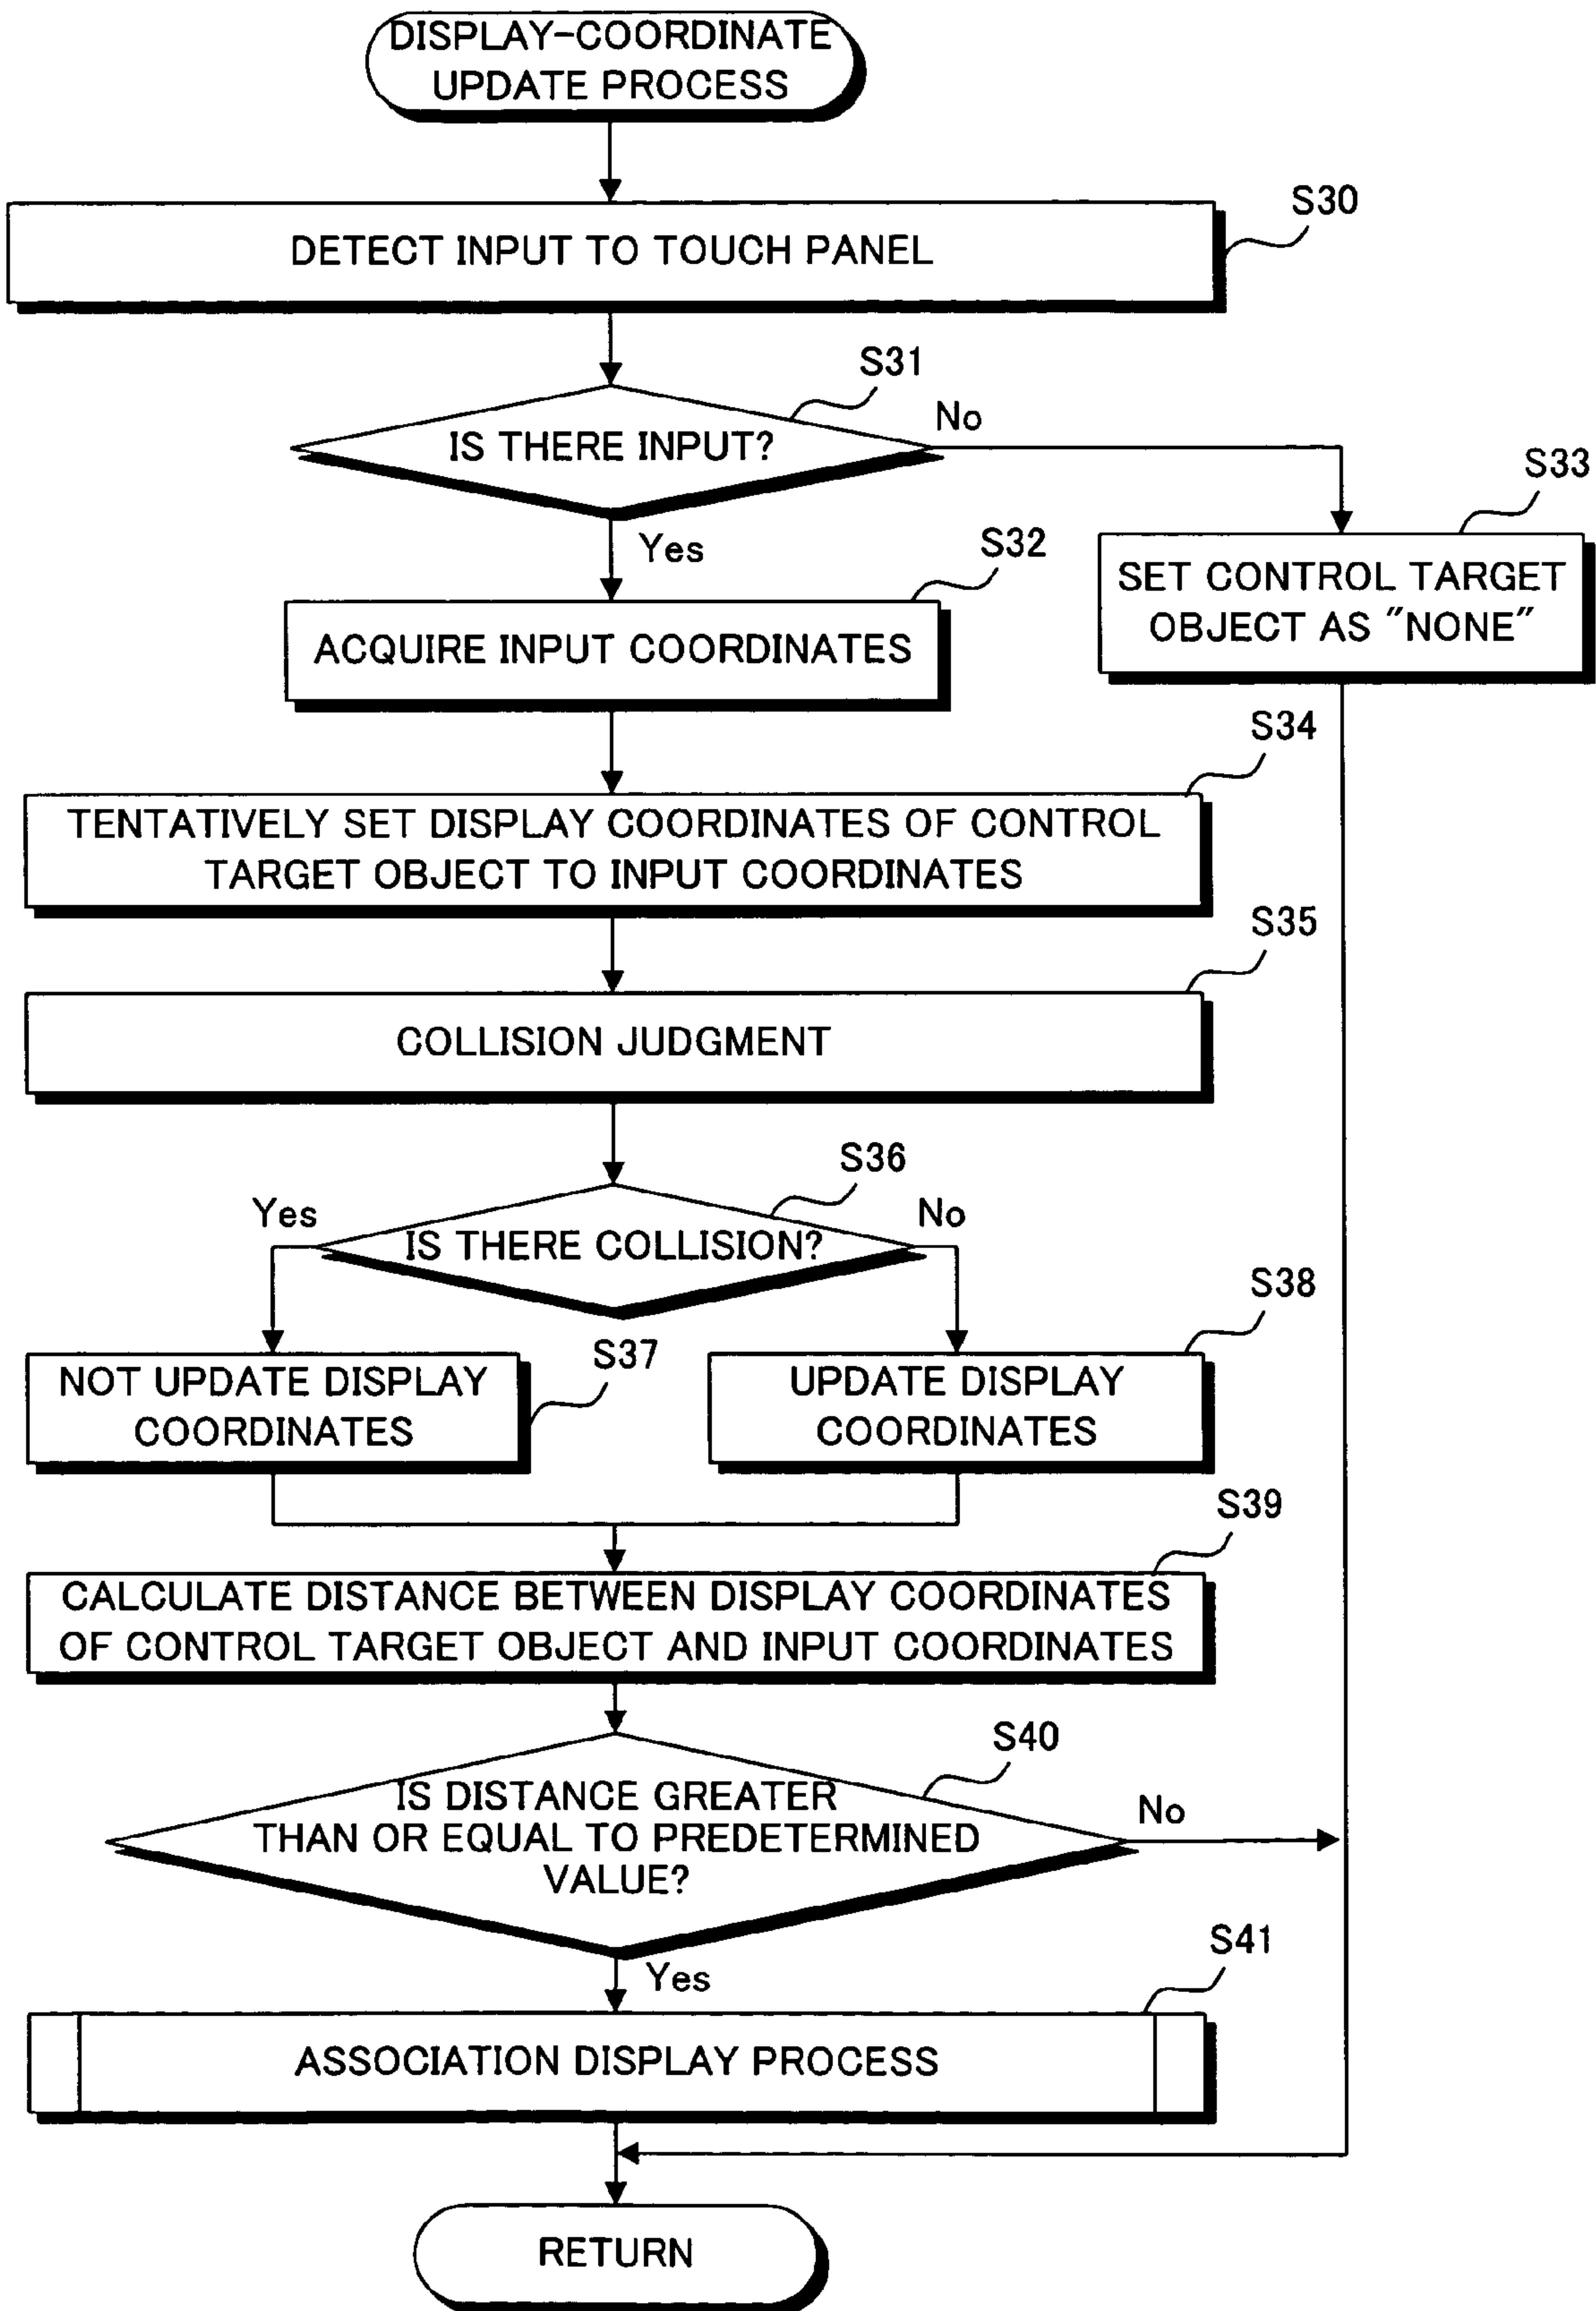 DISPLAY-COORDINATE
UPDATE PROCESS
S30
DETECT INPUT TO TOUCH PANEL
S31
IS THERE INPUT?
No
S33
SET CONTROL TARGET
OBJECT AS "NONE"
Yes
S32
ACQUIRE INPUT COORDINATES
S34
TENTATIVELY SET DISPLAY COORDINATES OF CONTROL
TARGET OBJECT TO INPUT COORDINATES
S35
COLLISION JUDGMENT
S36
Yes
No
IS THERE COLLISION?
S37
NOT UPDATE DISPLAY
COORDINATES
S38
UPDATE DISPLAY
COORDINATES
S39
CALCULATE DISTANCE BETWEEN DISPLAY COORDINATES
OF CONTROL TARGET OBJECT AND INPUT COORDINATES
S40
IS DISTANCE GREATER
THAN OR EQUAL TO PREDETERMINED
VALUE?
No
Yes
S41
ASSOCIATION DISPLAY PROCESS
RETURN